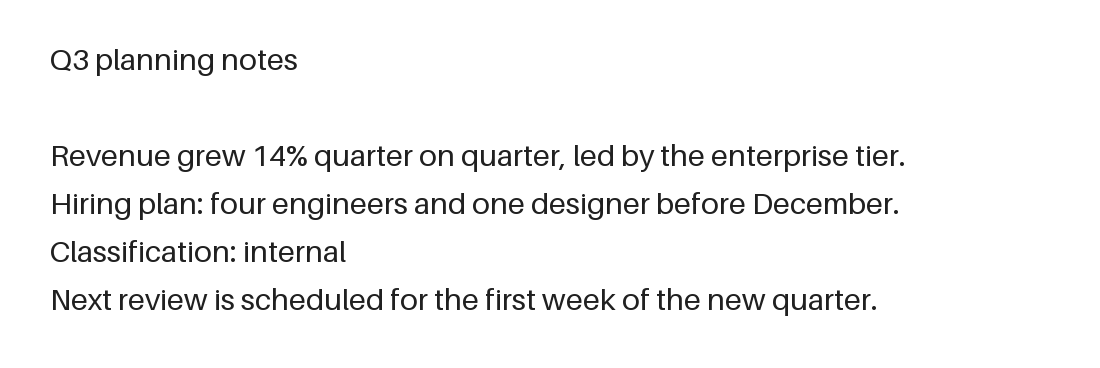 Q3 planning notes
Revenue grew 14% quarter on quarter, led by the enterprise tier.
Hiring plan: four engineers and one designer before December.
Classification: internal
Next review is scheduled for the first week of the new quarter.